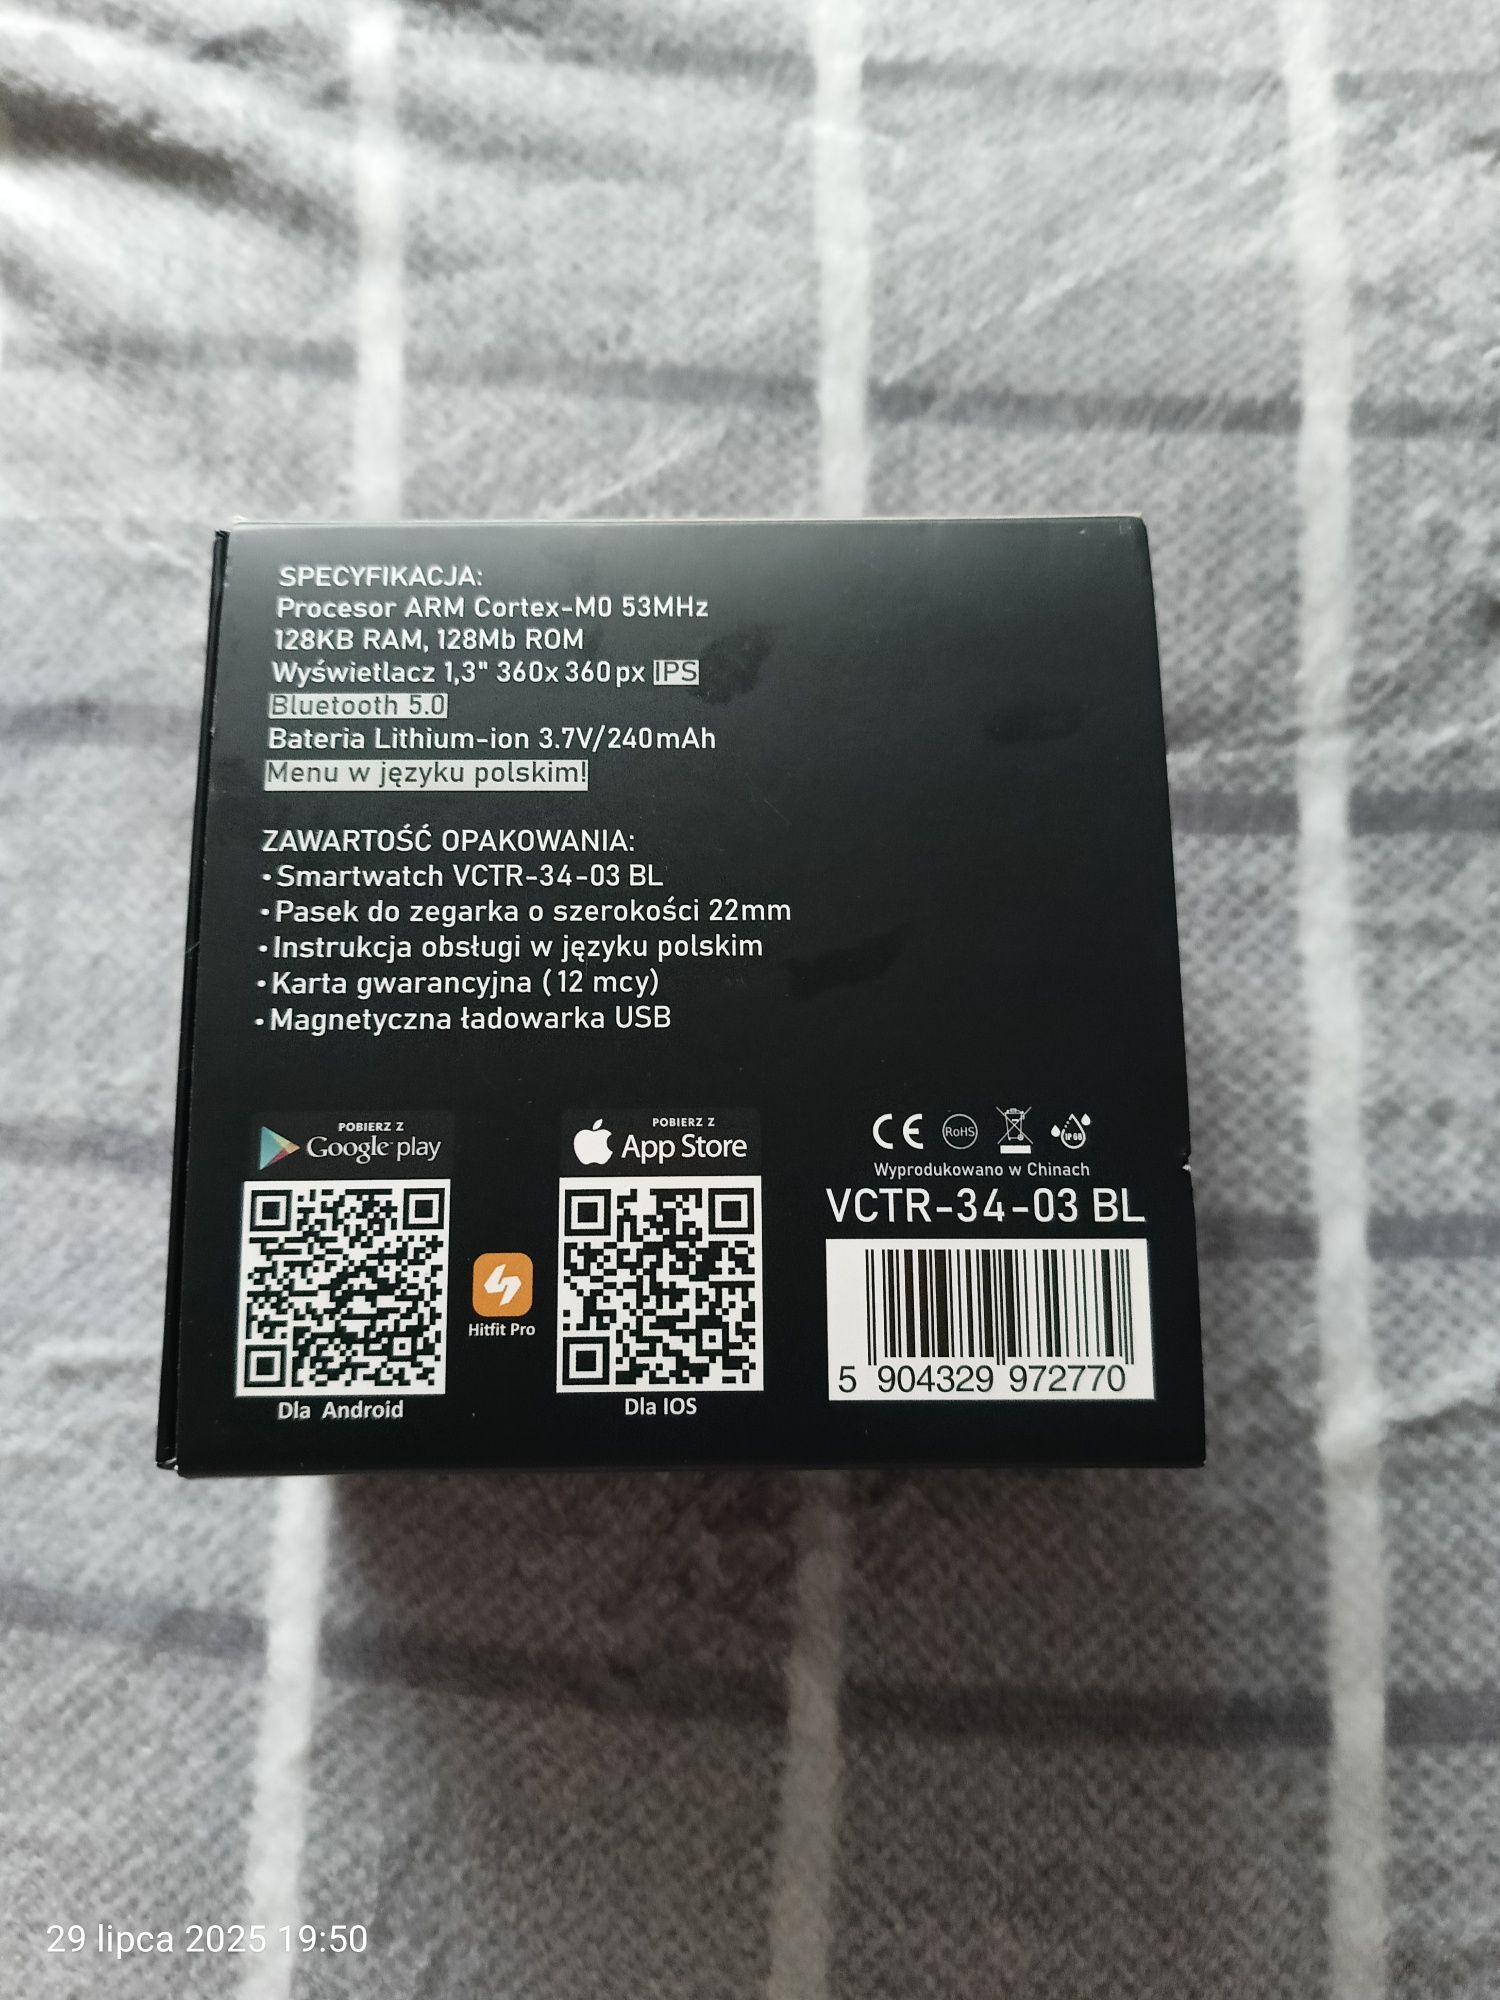 SPECYFIKACJA:
Procesor ARM Cortex-M0 53MHz
128KB RAM, 128Mb ROM
Wyświetlacz 1,3" 360x360px IPS
Bluetooth 5.0
Bateria Lithium-ion 3.7V/240mAh
Menu w języku polskim!
ZAWARTOŚĆ OPAKOWANIA:
•Smartwatch VCTR-34-03 BL
•Pasek do zegarka o szerokości 22mm
•Instrukcja obsługi w języku polskim
•Karta gwarancyjna (12 mcy)
•Magnetyczna ładowarka USB
POBIERZ Z
Google play
Dla Android
Hitfit Pro
POBIERZ Z
App Store
Dla IOS
CE RoHS IP68
Wyprodukowano w Chinach
VCTR-34-03 BL
5 904329 972770
29 lipca 2025 19:50